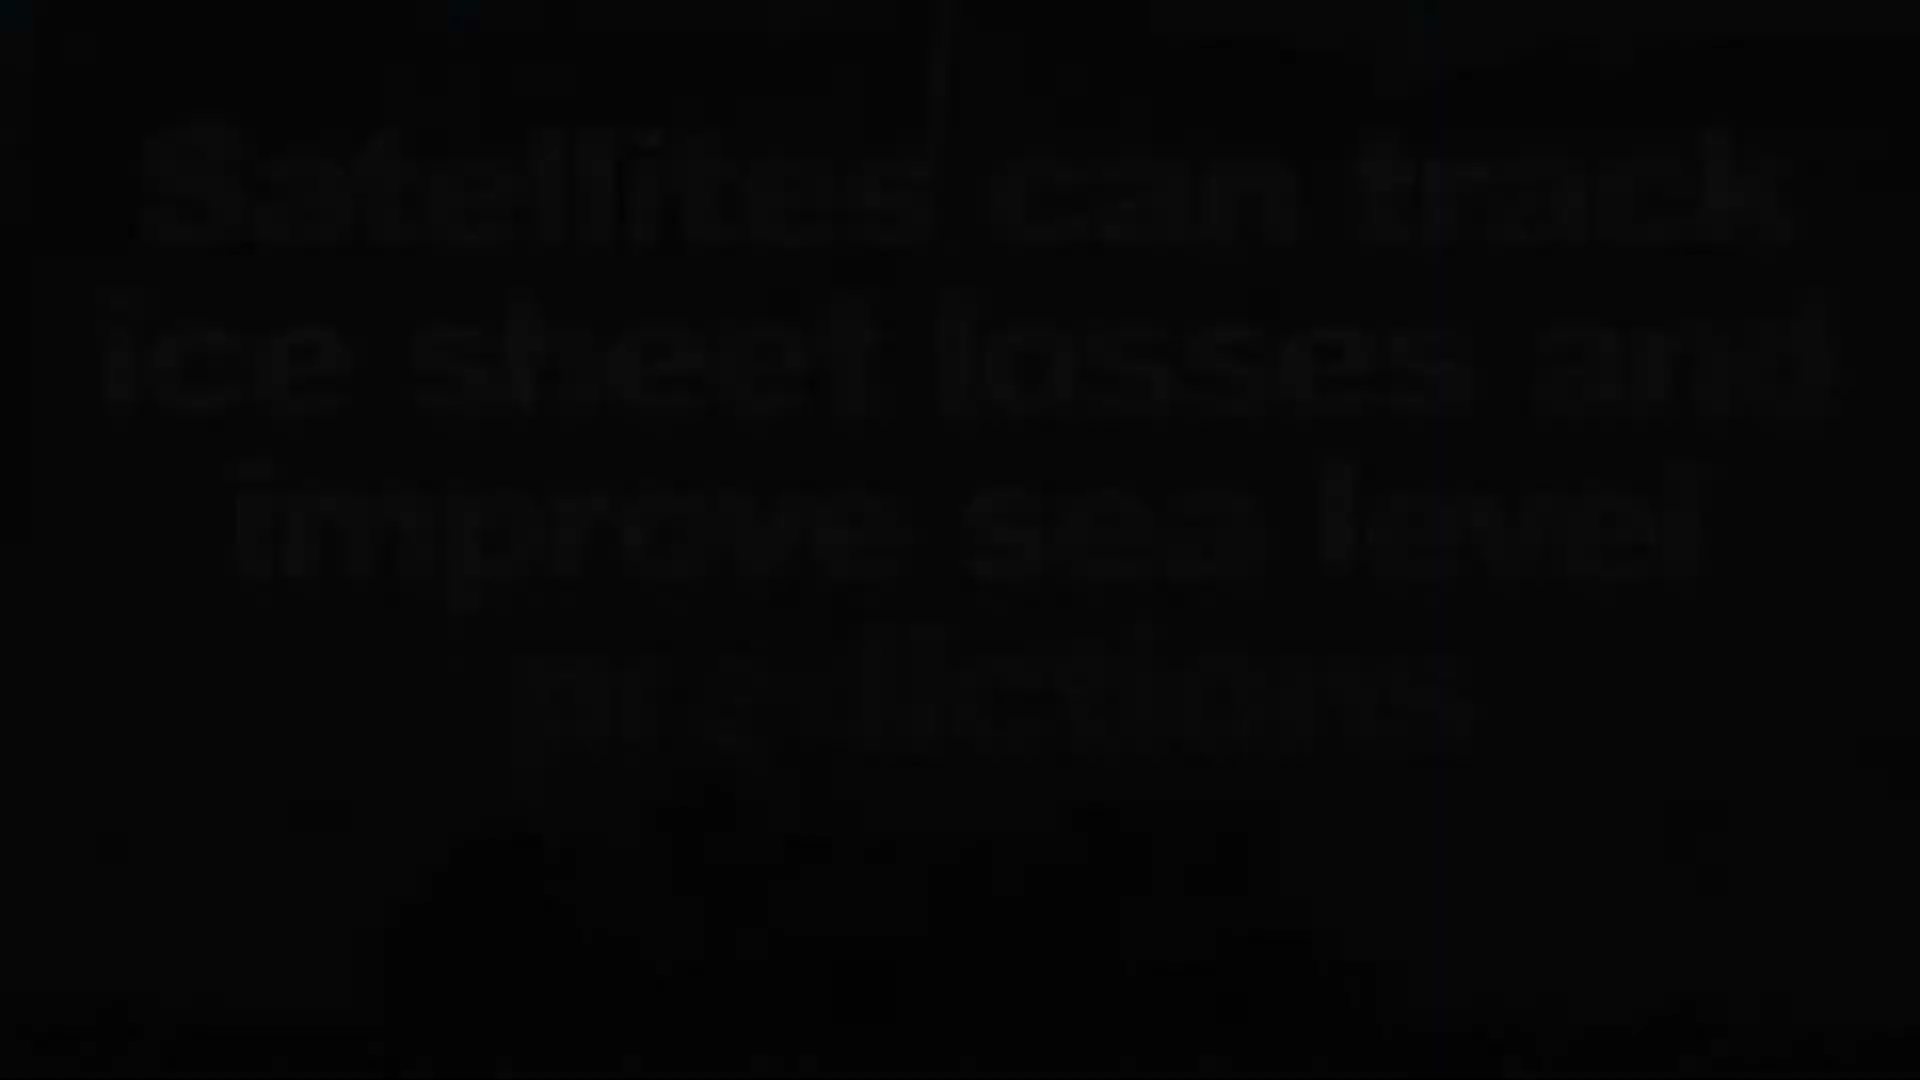 Satellites can track
ice sheet losses and
improve sea level
predictions